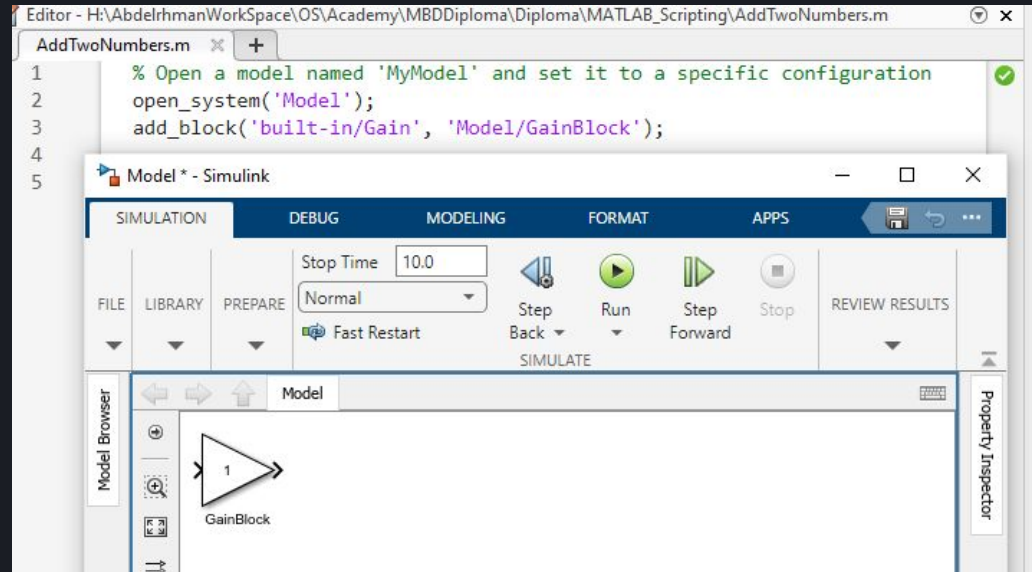 Editor - H:\AbdelrhmanWorkSpace\OS\Academy\MBDDiploma\Diploma\MATLAB_Scripting\AddTwoNumbers.m
AddTwoNumbers.m
1 % Open a model named 'MyModel' and set it to a specific configuration
2 open_system('Model');
3 add_block('built-in/Gain', 'Model/GainBlock');
4
5
Model * - Simulink
SIMULATION DEBUG MODELING FORMAT APPS
FILE LIBRARY PREPARE
Stop Time 10.0
Normal
Fast Restart
Step Back
Run
Step Forward
Stop
SIMULATE
REVIEW RESULTS
Model Browser
Model
1
GainBlock
Property Inspector